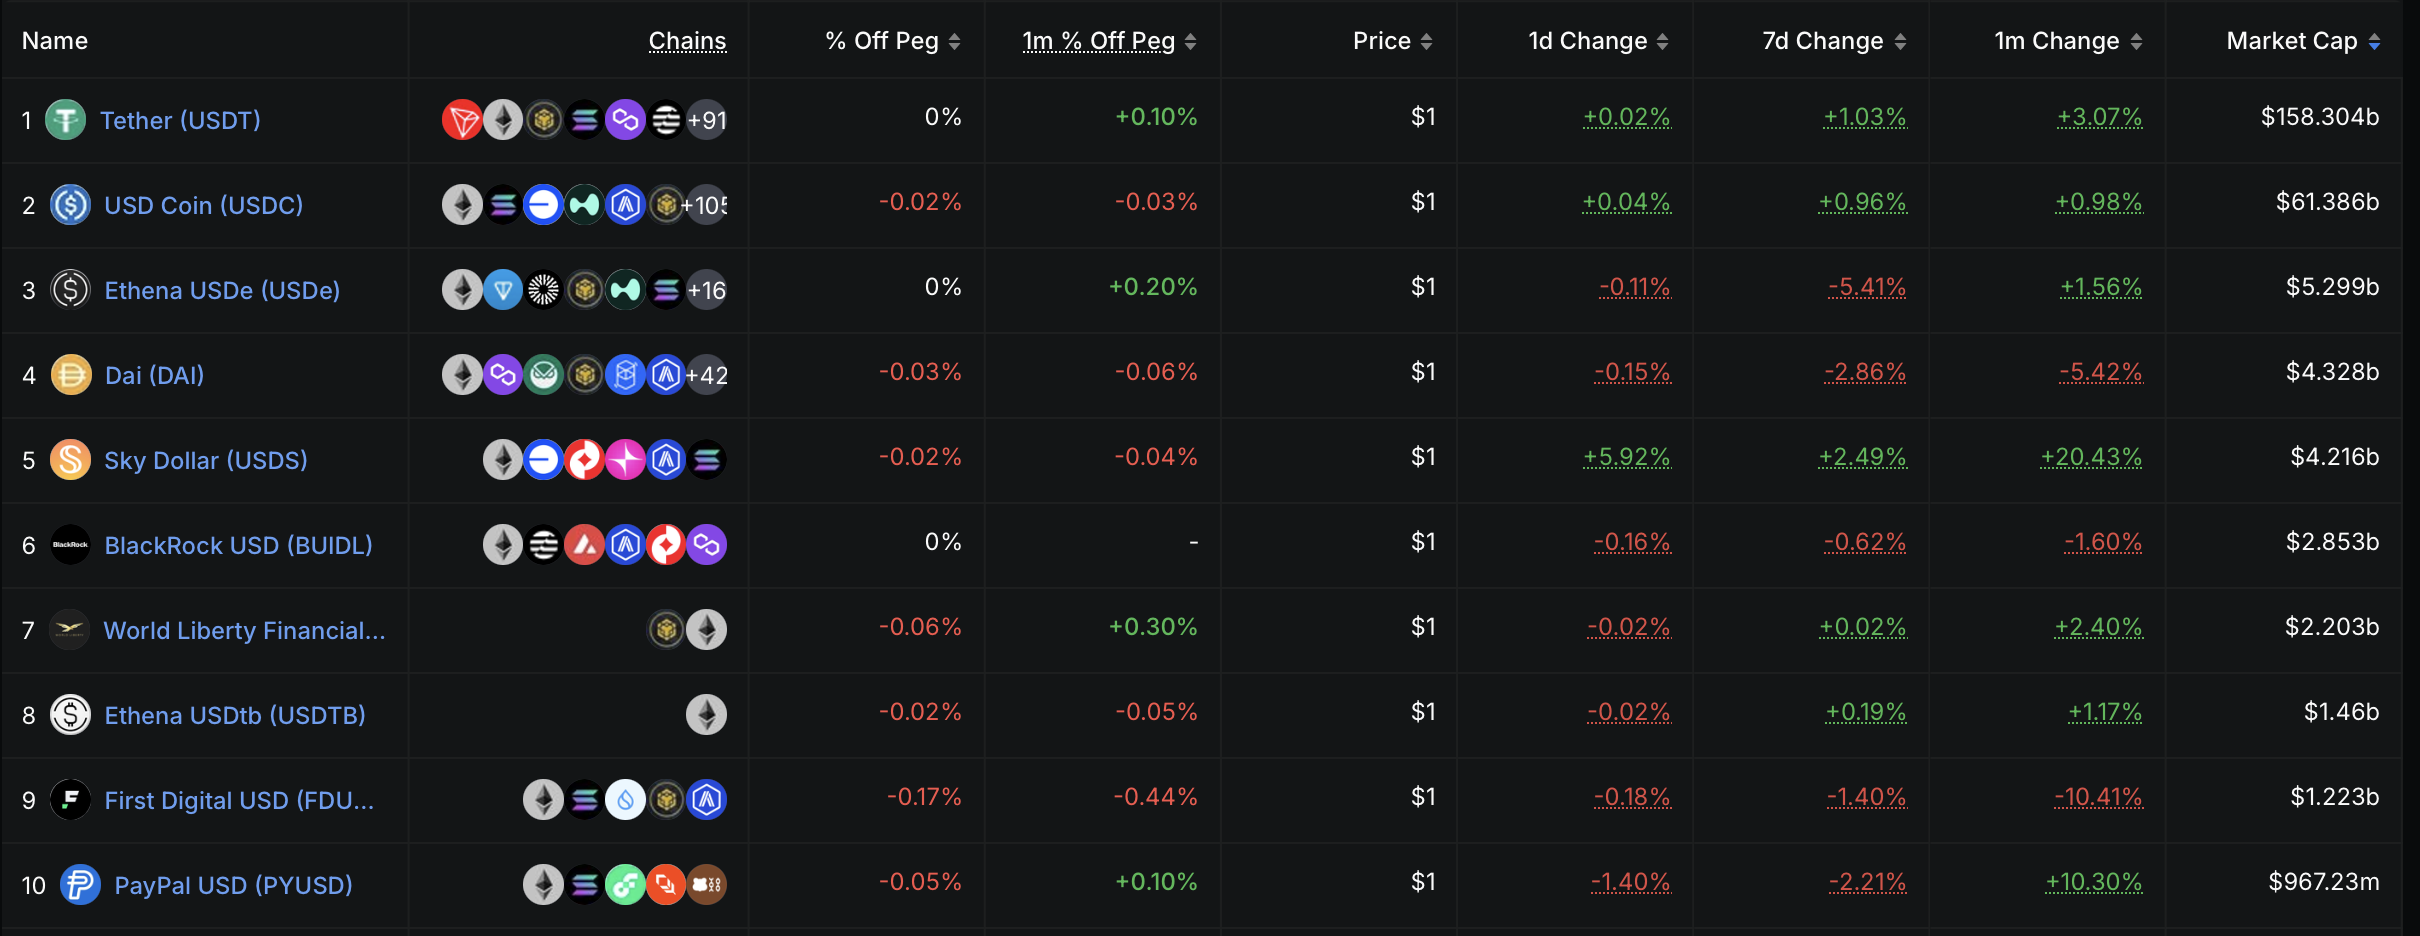 Name Chains % Off Peg 1m % Off Peg Price 1d Change 7d Change 1m Change Market Cap
1 Tether (USDT) +91 0% +0.10% $1 +0.02% +1.03% +3.07% $158.304b
2 USD Coin (USDC) +105 -0.02% -0.03% $1 +0.04% +0.96% +0.98% $61.386b
3 Ethena USDe (USDe) +16 0% +0.20% $1 -0.11% -5.41% +1.56% $5.299b
4 Dai (DAI) +42 -0.03% -0.06% $1 -0.15% -2.86% -5.42% $4.328b
5 Sky Dollar (USDS) -0.02% -0.04% $1 +5.92% +2.49% +20.43% $4.216b
6 BlackRock BlackRock USD (BUIDL) 0% - $1 -0.16% -0.62% -1.60% $2.853b
7 World Liberty Financial... -0.06% +0.30% $1 -0.02% +0.02% +2.40% $2.203b
8 Ethena USDtb (USDTB) -0.02% -0.05% $1 -0.02% +0.19% +1.17% $1.46b
9 First Digital USD (FDU... -0.17% -0.44% $1 -0.18% -1.40% -10.41% $1.223b
10 PayPal USD (PYUSD) -0.05% +0.10% $1 -1.40% -2.21% +10.30% $967.23m